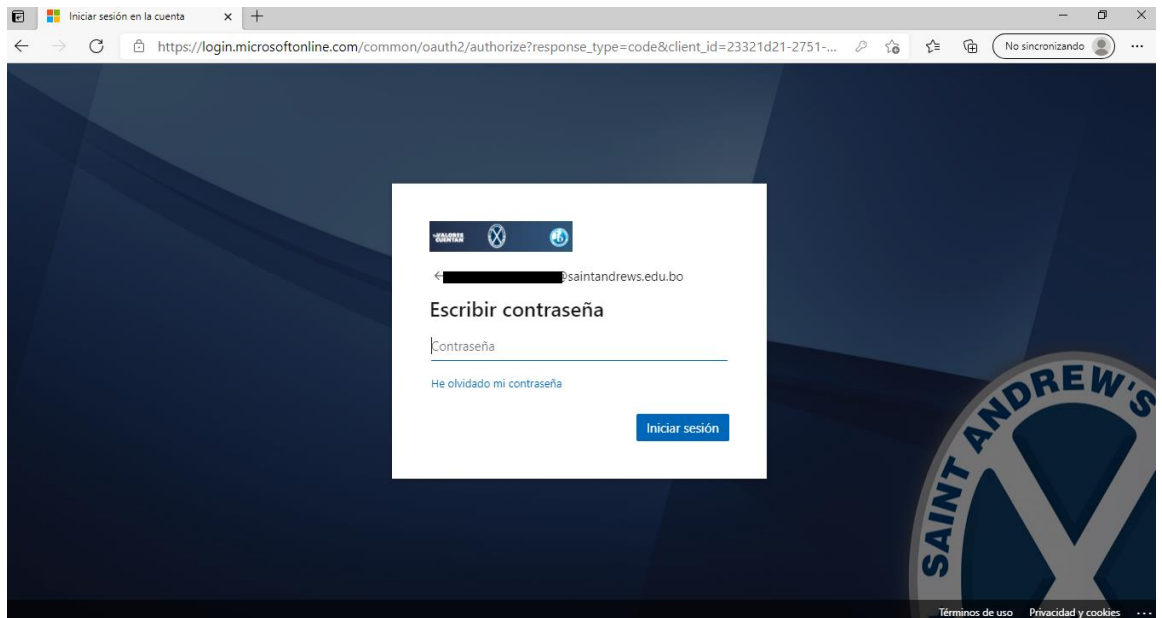 Iniciar sesión en la cuenta
https://login.microsoftonline.com/common/oauth2/authorize?response_type=code&client_id=23321d21-2751-...
No sincronizando
VALORES
CUENTAN
@saintandrews.edu.bo
Escribir contraseña
Contraseña
He olvidado mi contraseña
Iniciar sesión
SAINT ANDREW'S
Términos de uso Privacidad y cookies ...